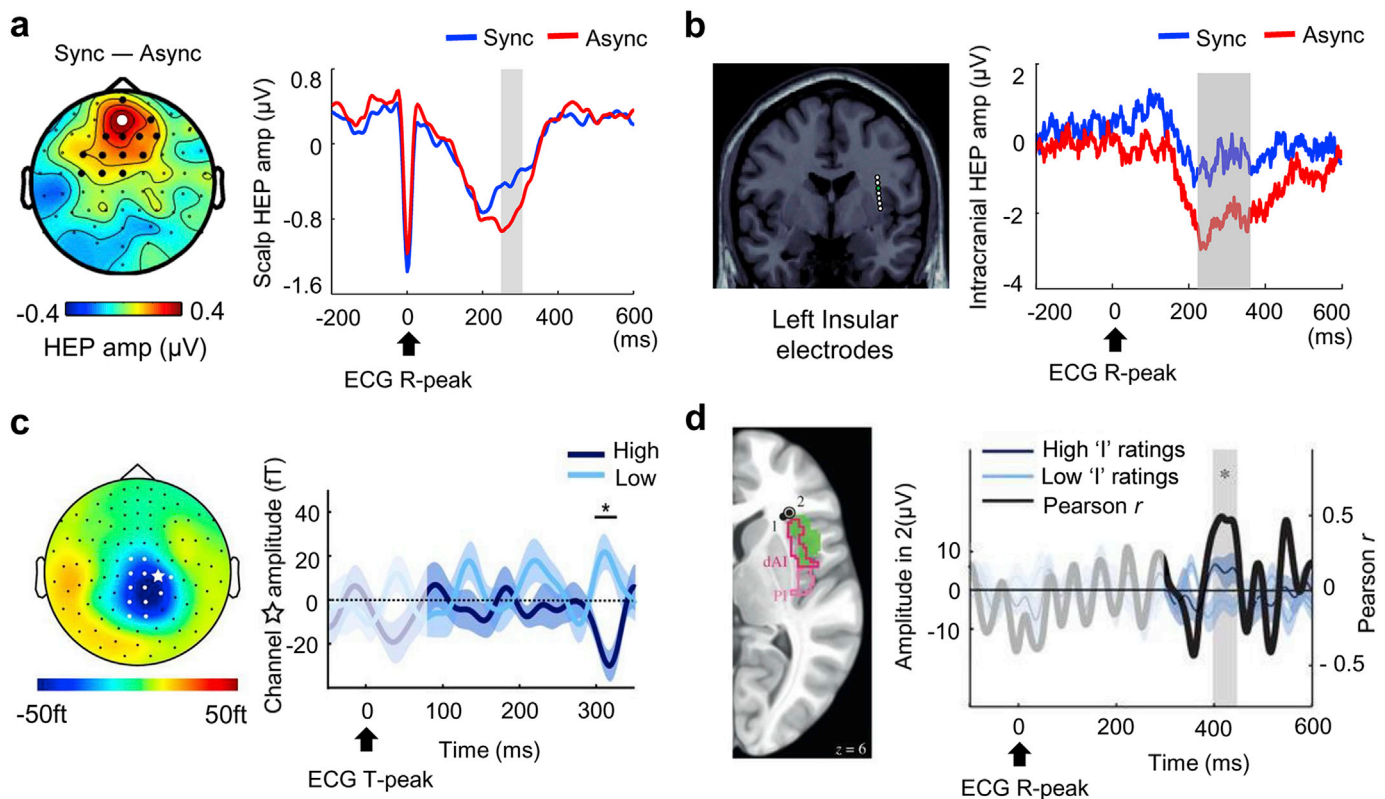 a
Sync — Async
-0.4
0.4
HEP amp (µV)
Sync
Async
Scalp HEP amp (µV)
0.8
0
-0.8
-1.6
-200
0
200
400
600
(ms)
ECG R-peak
b
Left Insular
electrodes
Sync
Async
Intracranial HEP amp (µV)
2
0
-2
-4
-200
0
200
400
600
(ms)
ECG R-peak
c
-50ft
50ft
High
Low
Channel ☆ amplitude (fT)
40
20
0
-20
*
0
100
200
300
Time (ms)
ECG T-peak
d
1
2
dAI
PI
z = 6
High 'I' ratings
Low 'I' ratings
Pearson r
*
Amplitude in 2(µV)
10
0
-10
0.5
0
- 0.5
Pearson r
0
200
400
600
Time (ms)
ECG R-peak